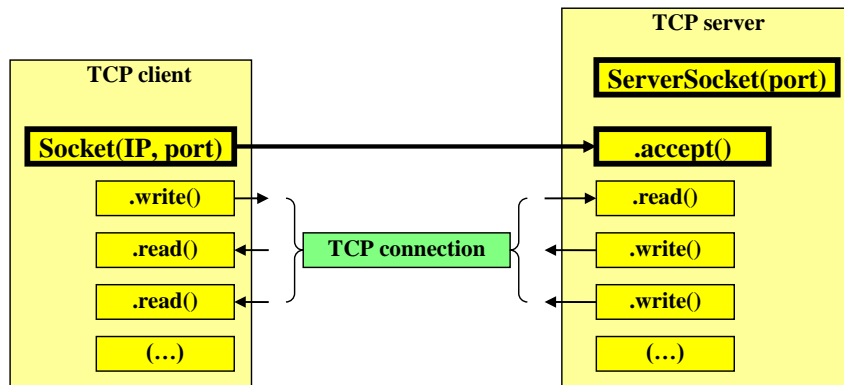 TCP server
TCP client
ServerSocket(port)
Socket(IP, port)
.accept()
.write()
.read()
.read()
TCP connection
.write()
.read()
.write()
(…)
(…)